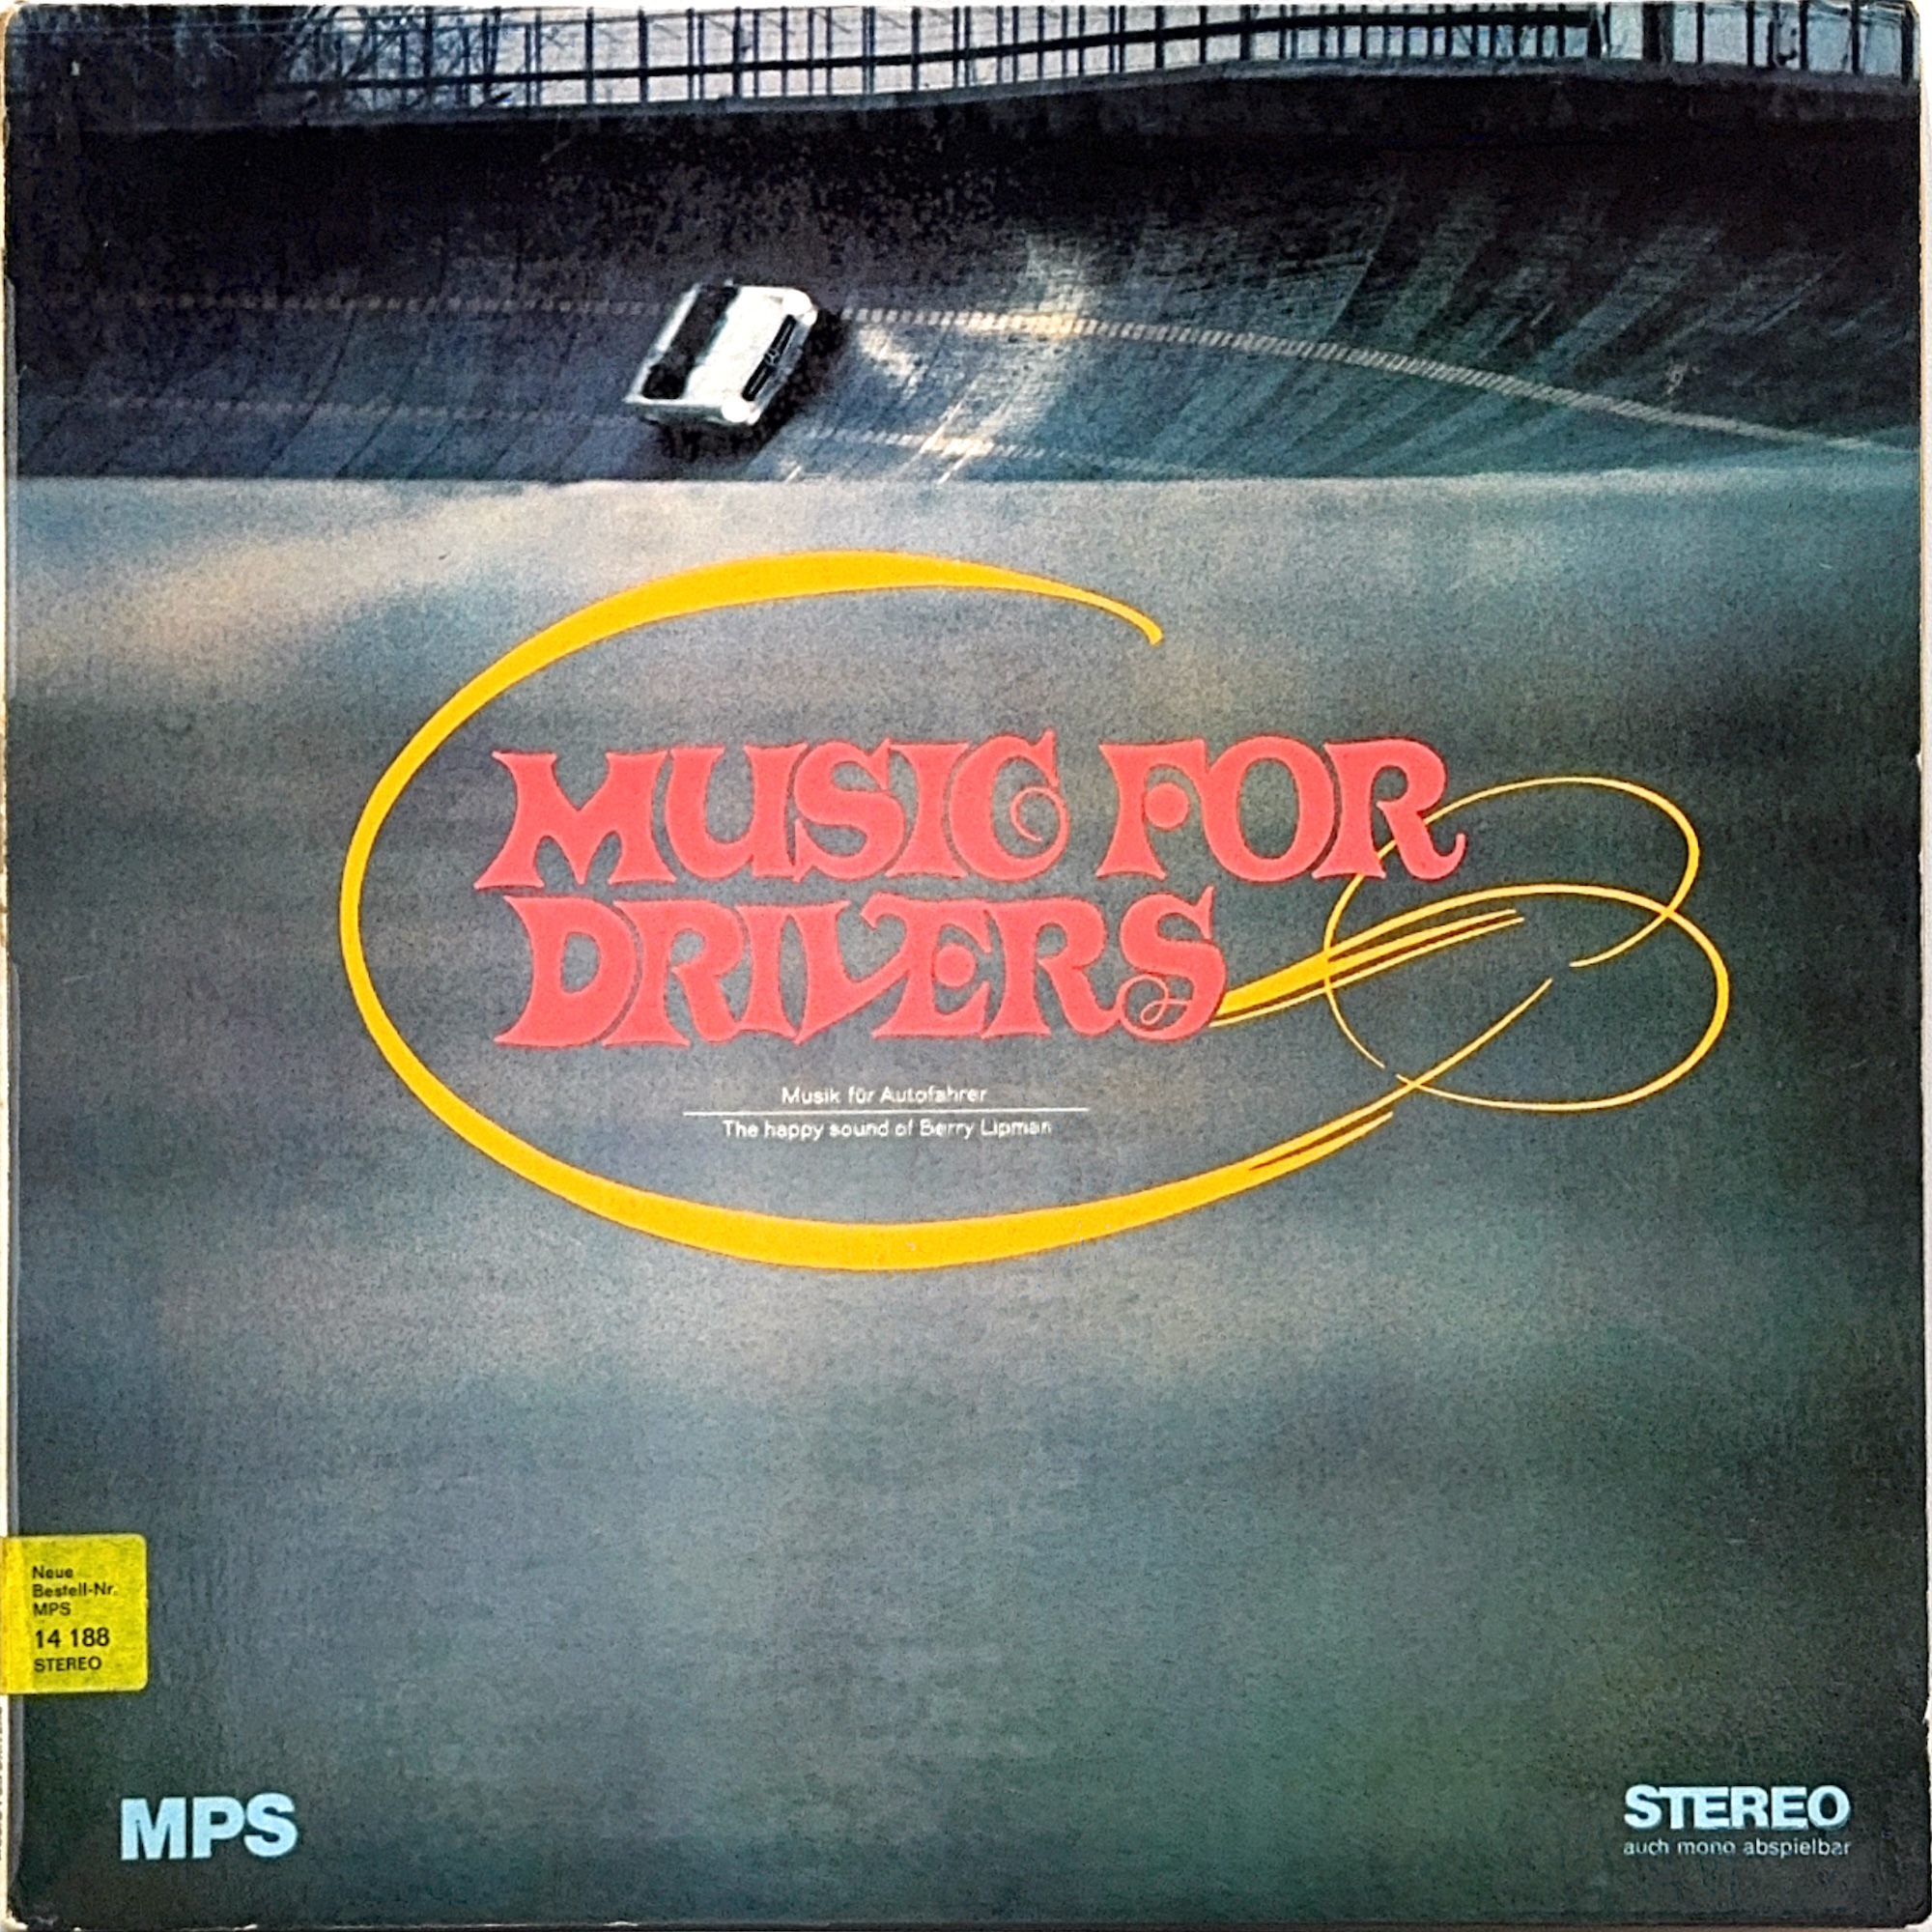 MUSIC FOR
DRIVERS
Musik für Autofahrer
The happy sound of Berry Lipman
Neue
Bestell-Nr.
MPS
14 188
STEREO
MPS
STEREO
auch mono abspielbar